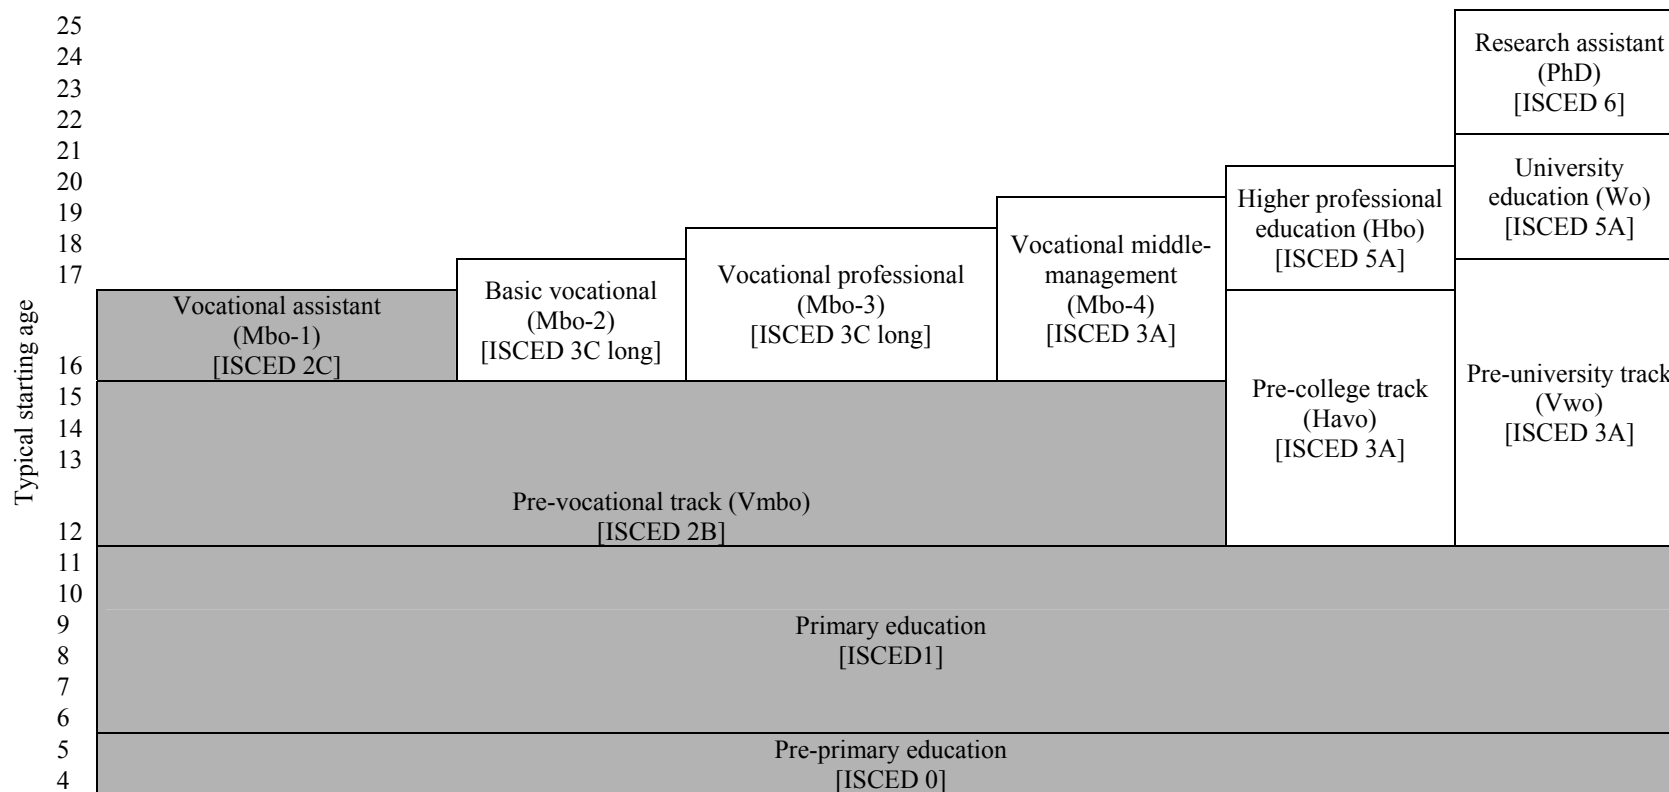 25
24
23
22
21
20
19
18
17
16
15
14
13
12
11
10
9
8
7
6
5
4
Typical starting age
Research assistant
(PhD)
[ISCED 6]
University
education (Wo)
[ISCED 5A]
Higher professional
education (Hbo)
[ISCED 5A]
Vocational middle-
management
(Mbo-4)
[ISCED 3A]
Vocational professional
(Mbo-3)
[ISCED 3C long]
Basic vocational
(Mbo-2)
[ISCED 3C long]
Vocational assistant
(Mbo-1)
[ISCED 2C]
Pre-college track
(Havo)
[ISCED 3A]
Pre-university track
(Vwo)
[ISCED 3A]
Pre-vocational track (Vmbo)
[ISCED 2B]
Primary education
[ISCED1]
Pre-primary education
[ISCED 0]